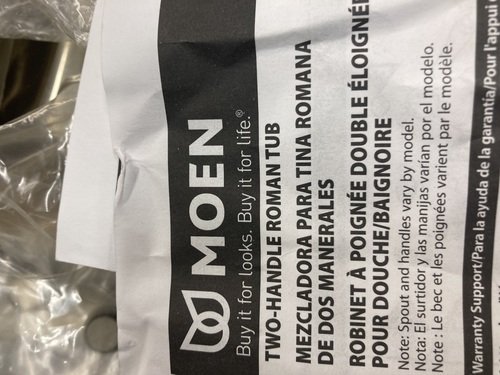 MOEN
Buy it for looks. Buy it for life.®
TWO-HANDLE ROMAN TUB
MEZCLADORA PARA TINA ROMANA
DE DOS MANERALES
ROBINET À POIGNÉE DOUBLE ÉLOIGNÉE
POUR DOUCHE/BAIGNOIRE
Note: Spout and handles vary by model.
Nota: El surtidor y las manijas varian por el modelo.
Note : Le bec et les poignées varient par le modèle.
Warranty Support/Para la ayuda de la garantia/Pour l'appui